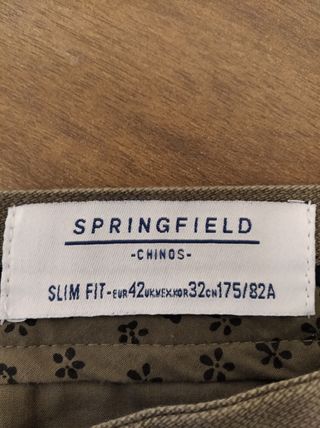 SPRINGFIELD
-CHINOS-
SLIM FIT-EUR42UK.MEX.KOR32CN175/82A